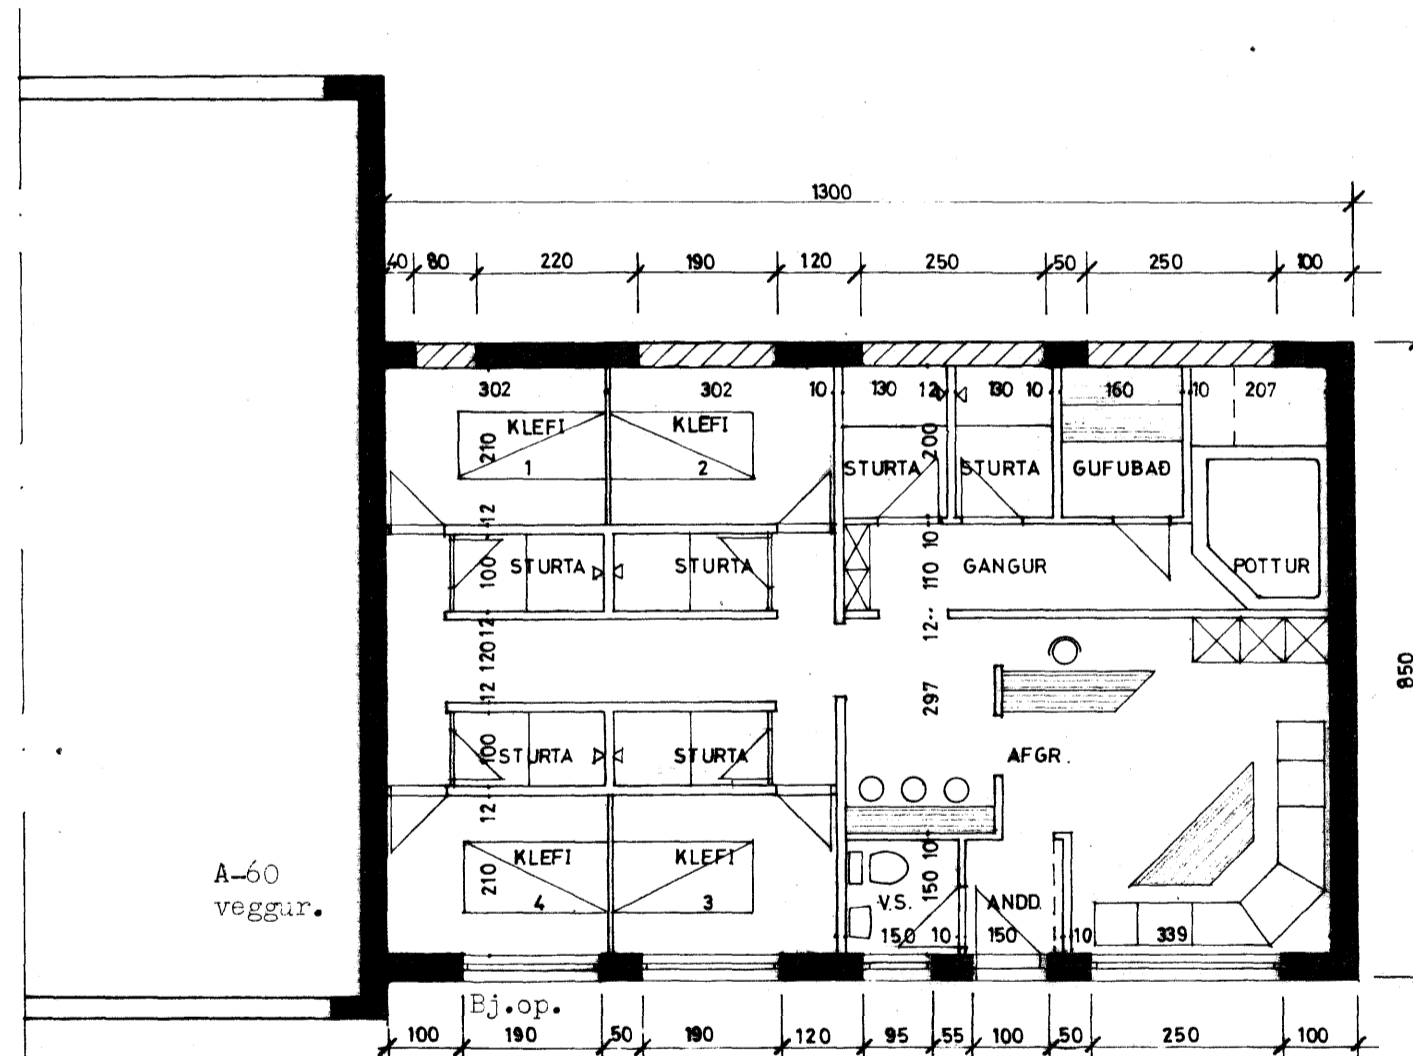 1300
40 80 220 190 120 250 50 250 100
302 302 10 130 12 130 10 160 10 207
KLEFI 1
KLEFI 2
210
200
STURTA STURTA GUFUBAÐ
12
10
100 STURTA STURTA
110 GANGUR POTTUR
12
12
120
297
12
850
100 STURTA STURTA
AFGR.
12
10
KLEFI 4
KLEFI 3
210
150
V.S. ANDD.
150 10 150 10 339
A-60
veggur.
Bj.op.
100 190 50 190 120 95 55 100 50 250 100